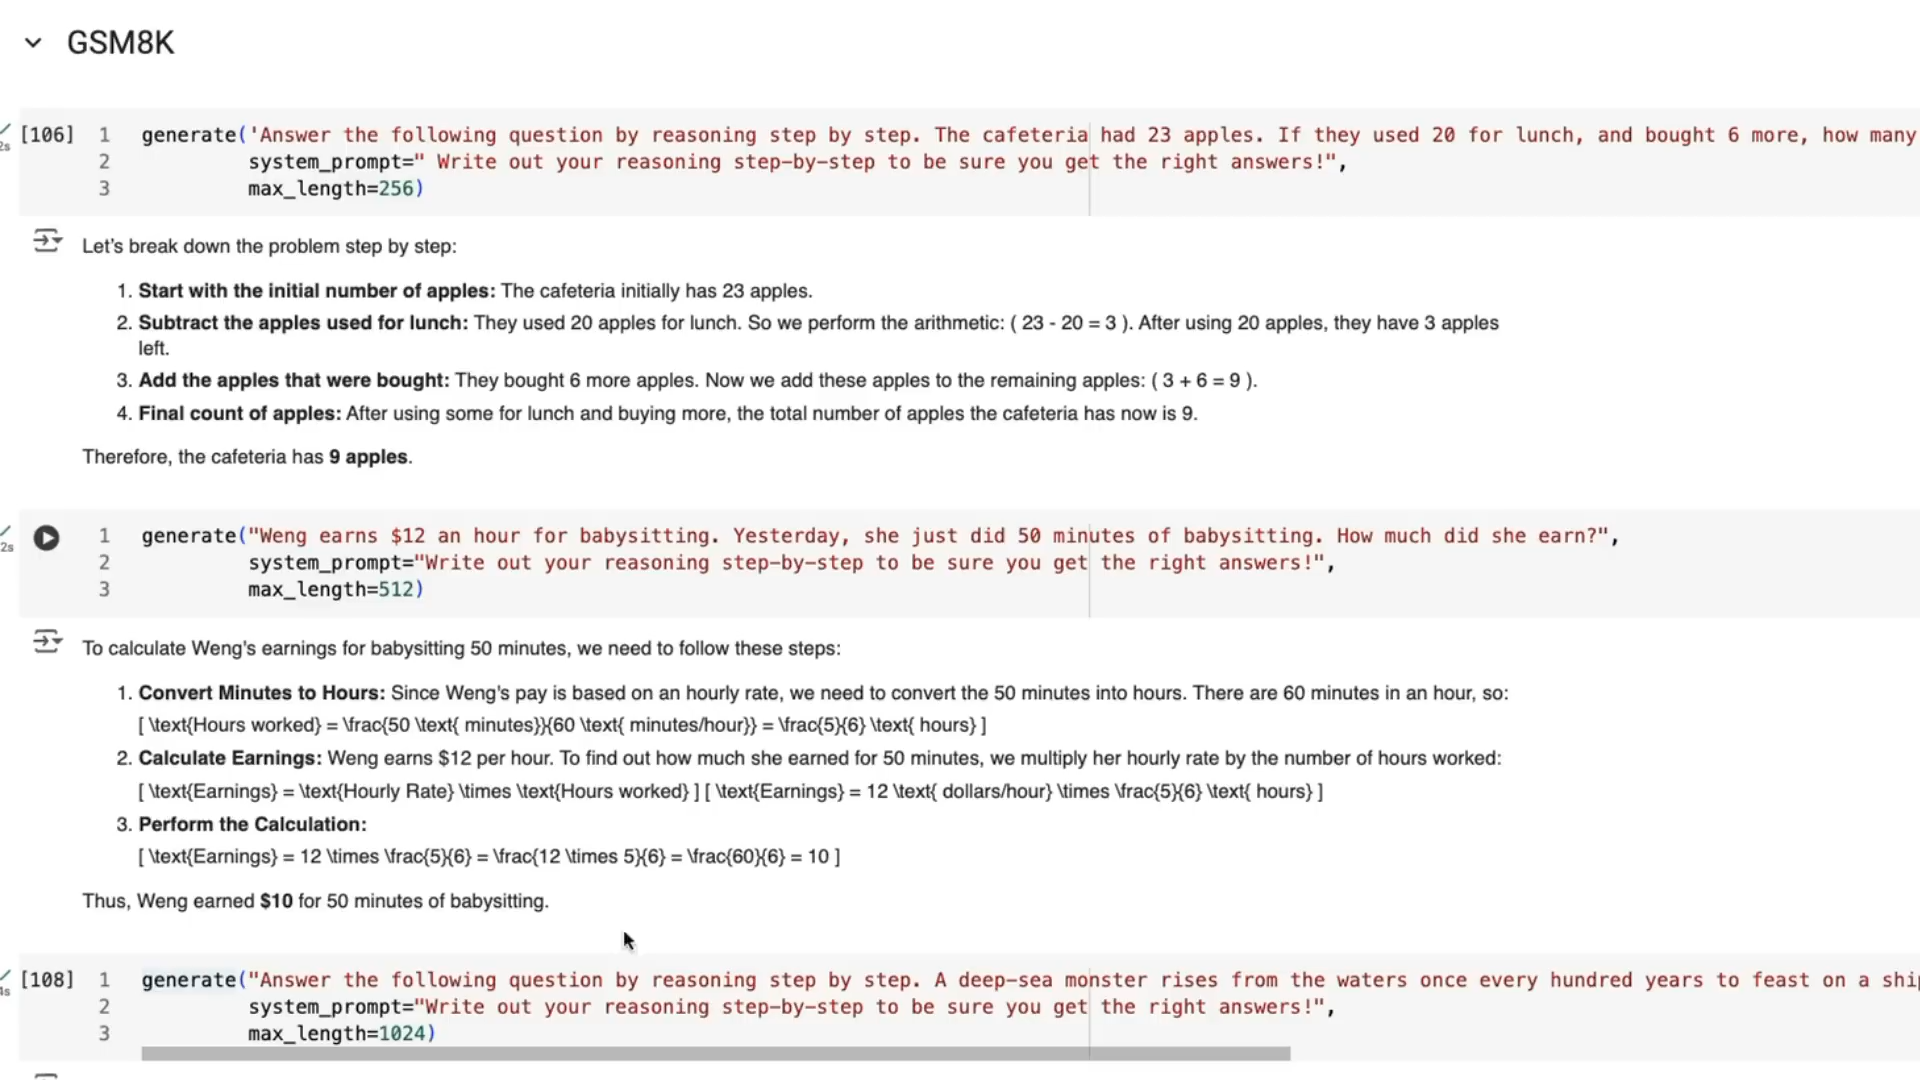 GSM8K
[106] 1 generate('Answer the following question by reasoning step by step. The cafeteria had 23 apples. If they used 20 for lunch, and bought 6 more, how many
2s
2 system_prompt=" Write out your reasoning step-by-step to be sure you get the right answers!",
3 max_length=256)
Let's break down the problem step by step:
1. Start with the initial number of apples: The cafeteria initially has 23 apples.
2. Subtract the apples used for lunch: They used 20 apples for lunch. So we perform the arithmetic: ( 23 - 20 = 3 ). After using 20 apples, they have 3 apples
left.
3. Add the apples that were bought: They bought 6 more apples. Now we add these apples to the remaining apples: ( 3 + 6 = 9 ).
4. Final count of apples: After using some for lunch and buying more, the total number of apples the cafeteria has now is 9.
Therefore, the cafeteria has 9 apples.
1 generate("Weng earns $12 an hour for babysitting. Yesterday, she just did 50 minutes of babysitting. How much did she earn?",
2s
2 system_prompt="Write out your reasoning step-by-step to be sure you get the right answers!",
3 max_length=512)
To calculate Weng's earnings for babysitting 50 minutes, we need to follow these steps:
1. Convert Minutes to Hours: Since Weng's pay is based on an hourly rate, we need to convert the 50 minutes into hours. There are 60 minutes in an hour, so:
[ \text{Hours worked} = \frac{50 \text{ minutes}}{60 \text{ minutes/hour}} = \frac{5}{6} \text{ hours} ]
2. Calculate Earnings: Weng earns $12 per hour. To find out how much she earned for 50 minutes, we multiply her hourly rate by the number of hours worked:
[ \text{Earnings} = \text{Hourly Rate} \times \text{Hours worked} ] [ \text{Earnings} = 12 \text{ dollars/hour} \times \frac{5}{6} \text{ hours} ]
3. Perform the Calculation:
[ \text{Earnings} = 12 \times \frac{5}{6} = \frac{12 \times 5}{6} = \frac{60}{6} = 10 ]
Thus, Weng earned $10 for 50 minutes of babysitting.
[108] 1 generate("Answer the following question by reasoning step by step. A deep-sea monster rises from the waters once every hundred years to feast on a shi
2 system_prompt="Write out your reasoning step-by-step to be sure you get the right answers!",
3 max_length=1024)